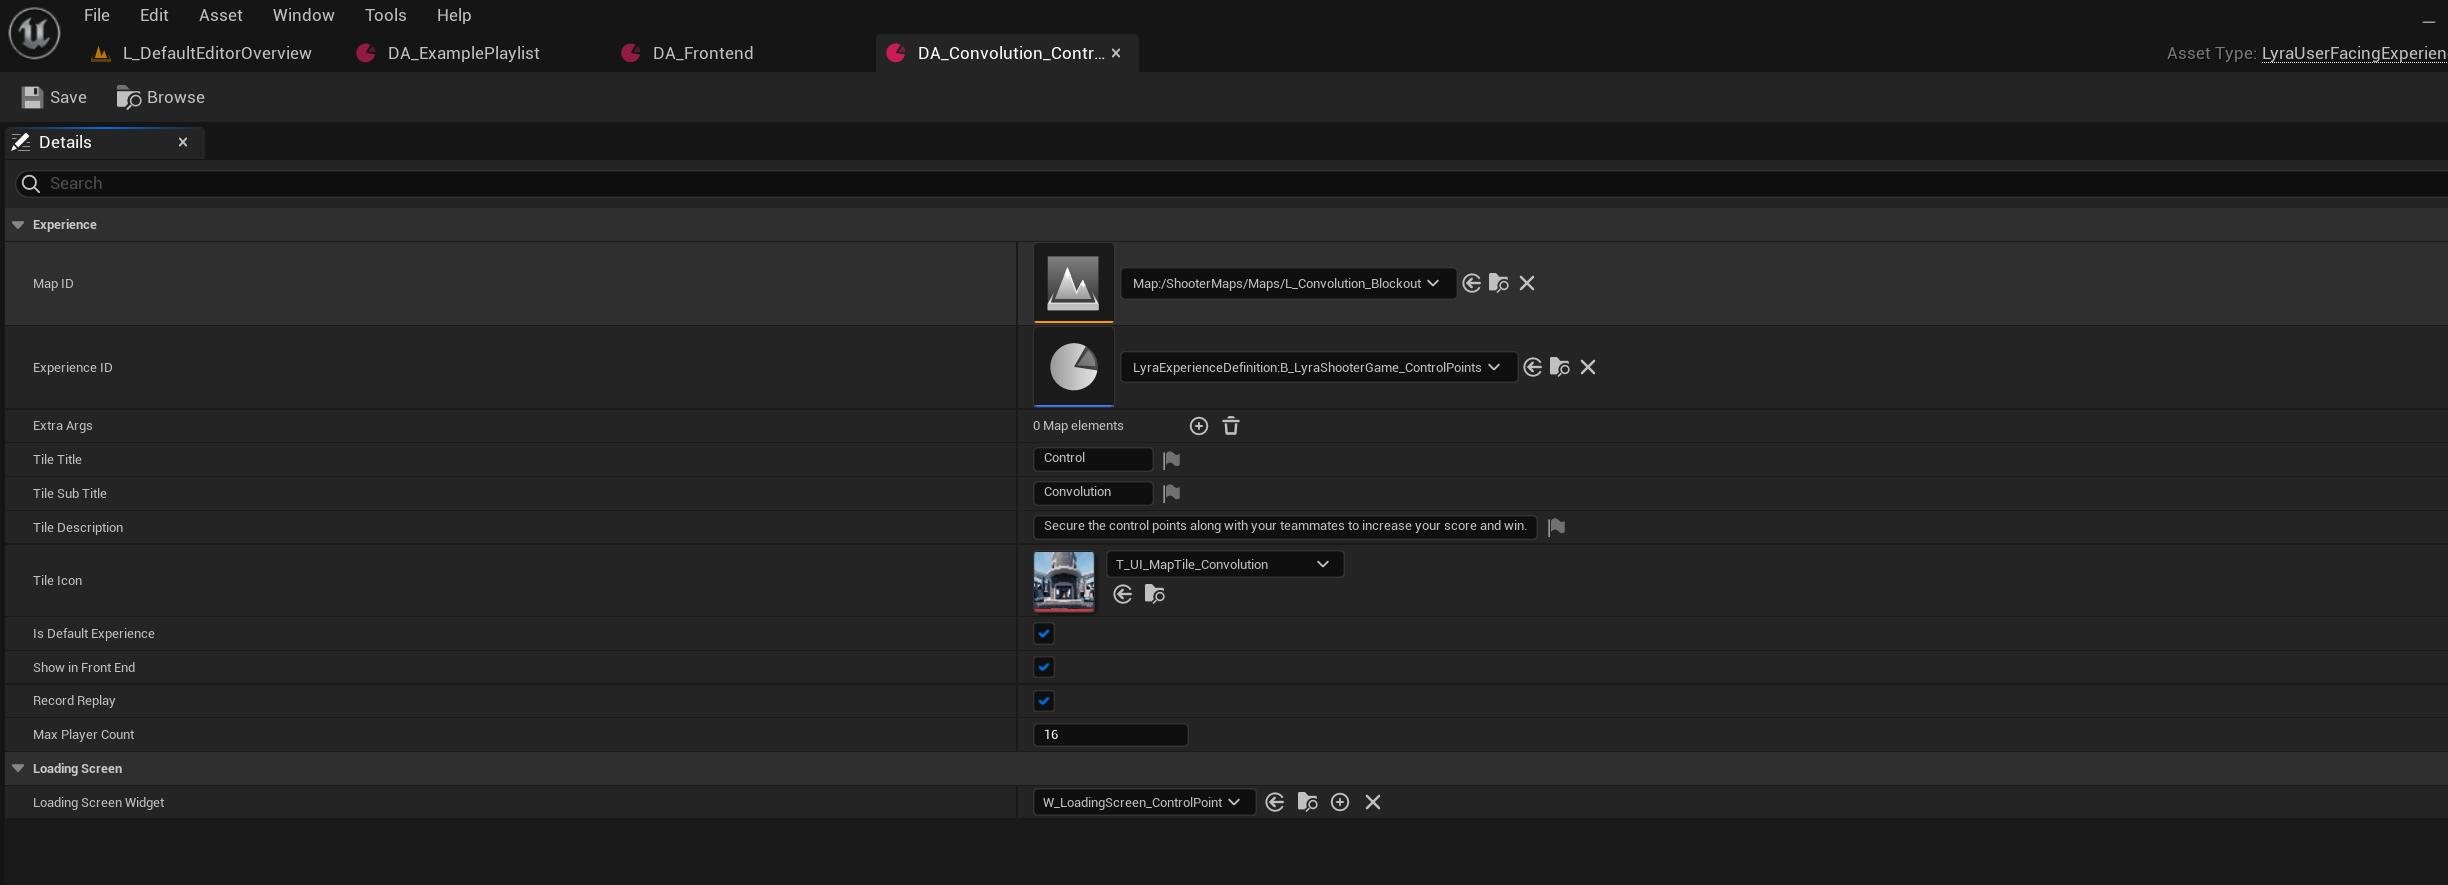 File Edit Asset Window Tools Help
L_DefaultEditorOverview DA_ExamplePlaylist DA_Frontend DA_Convolution_Contr... Asset Type: LyraUserFacingExperien
Save Browse
Details
Search
Experience
Map ID Map:/ShooterMaps/Maps/L_Convolution_Blockout
Experience ID LyraExperienceDefinition:B_LyraShooterGame_ControlPoints
Extra Args 0 Map elements
Tile Title Control
Tile Sub Title Convolution
Tile Description Secure the control points along with your teammates to increase your score and win.
Tile Icon T_UI_MapTile_Convolution
Is Default Experience
Show in Front End
Record Replay
Max Player Count 16
Loading Screen
Loading Screen Widget W_LoadingScreen_ControlPoint